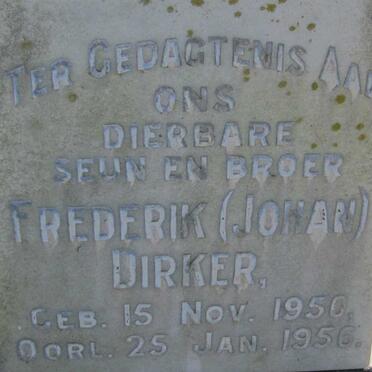 TER GEDAGTENIS AAN
ONS
DIERBARE
SEUN EN BROER
FREDERIK (JOHAN)
DIRKER,
GEB. 15 NOV. 1950,
OORL. 25 JAN. 1956.